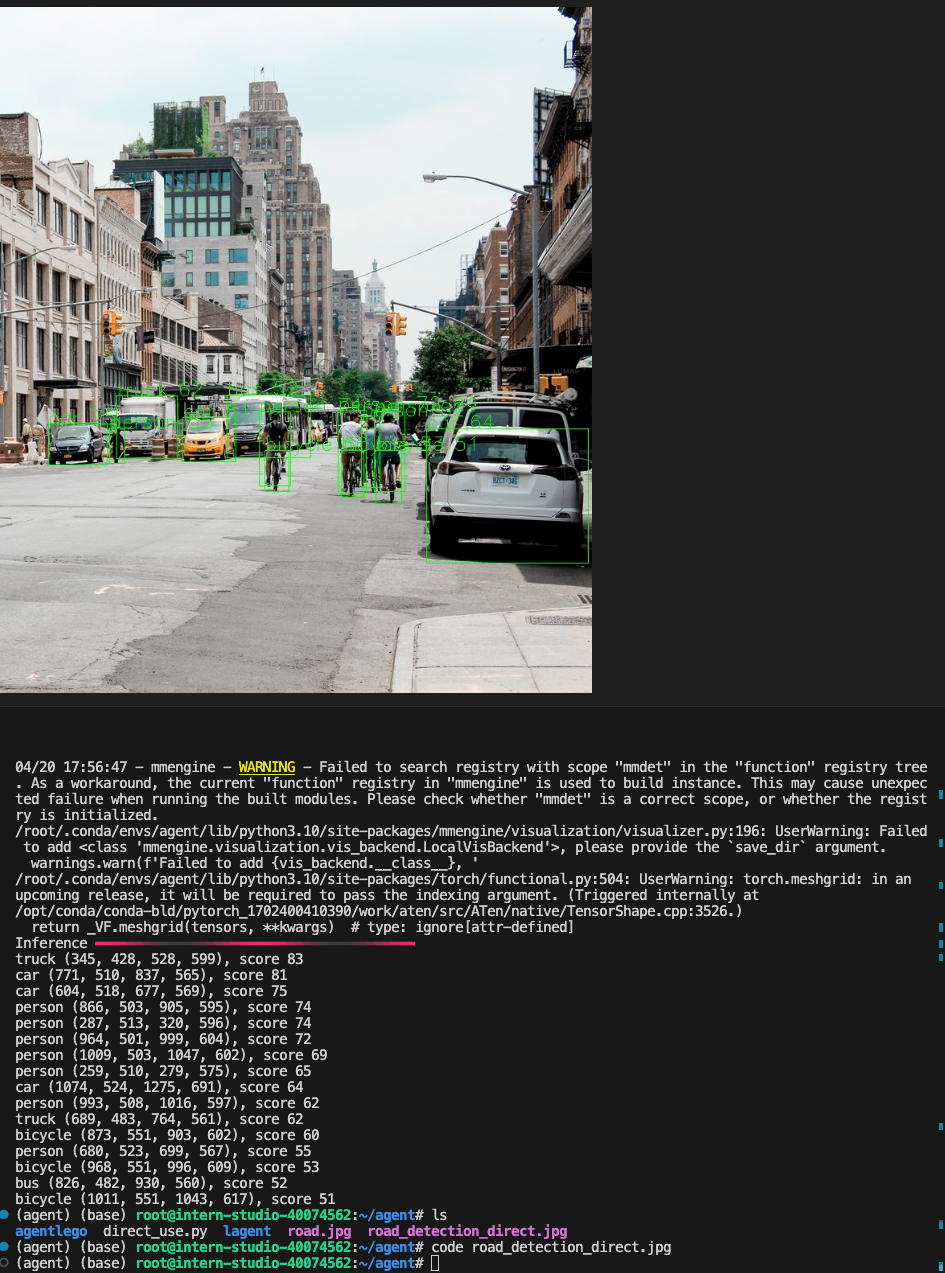 64
04/20 17:56:47 - mmengine - WARNING - Failed to search registry with scope "mmdet" in the "function" registry tree
. As a workaround, the current "function" registry in "mmengine" is used to build instance. This may cause unexpec
ted failure when running the built modules. Please check whether "mmdet" is a correct scope, or whether the regist
ry is initialized.
/root/.conda/envs/agent/lib/python3.10/site-packages/mmengine/visualization/visualizer.py:196: UserWarning: Failed
 to add <class 'mmengine.visualization.vis_backend.LocalVisBackend'>, please provide the `save_dir` argument.
  warnings.warn(f'Failed to add {vis_backend.__class__}, '
/root/.conda/envs/agent/lib/python3.10/site-packages/torch/functional.py:504: UserWarning: torch.meshgrid: in an
upcoming release, it will be required to pass the indexing argument. (Triggered internally at
/opt/conda/conda-bld/pytorch_1702400410390/work/aten/src/ATen/native/TensorShape.cpp:3526.)
  return _VF.meshgrid(tensors, **kwargs)  # type: ignore[attr-defined]
Inference
truck (345, 428, 528, 599), score 83
car (771, 510, 837, 565), score 81
car (604, 518, 677, 569), score 75
person (866, 503, 905, 595), score 74
person (287, 513, 320, 596), score 74
person (964, 501, 999, 604), score 72
person (1009, 503, 1047, 602), score 69
person (259, 510, 279, 575), score 65
car (1074, 524, 1275, 691), score 64
person (993, 508, 1016, 597), score 62
truck (689, 483, 764, 561), score 62
bicycle (873, 551, 903, 602), score 60
person (680, 523, 699, 567), score 55
bicycle (968, 551, 996, 609), score 53
bus (826, 482, 930, 560), score 52
bicycle (1011, 551, 1043, 617), score 51
(agent) (base) root@intern-studio-40074562:~/agent# ls
agentlego  direct_use.py  lagent  road.jpg  road_detection_direct.jpg
(agent) (base) root@intern-studio-40074562:~/agent# code road_detection_direct.jpg
(agent) (base) root@intern-studio-40074562:~/agent#